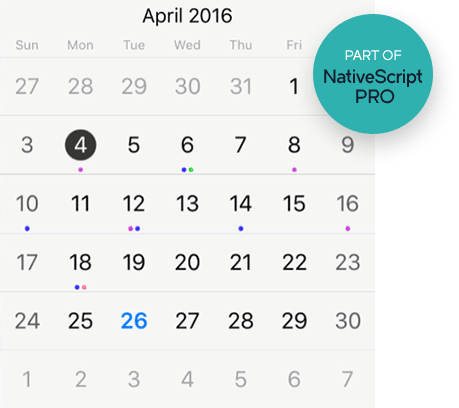 April 2016
Sun Mon Tue Wed Thu Fri
PART OF
NativeScript
PRO
27 28 29 30 31 1
3 4 5 6 7 8 9
10 11 12 13 14 15 16
17 18 19 20 21 22 23
24 25 26 27 28 29 30
1 2 3 4 5 6 7